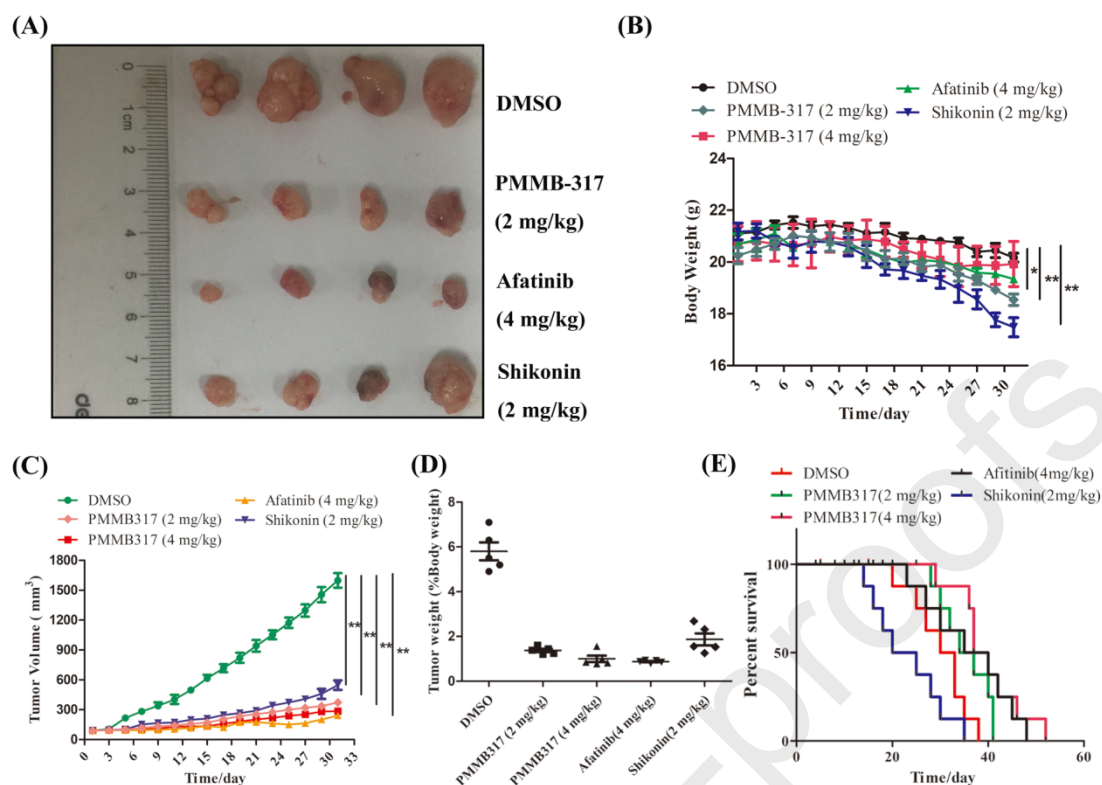 (A)
0
1cm
2
3
4
5
6
7
8
DMSO
PMMB-317
(2 mg/kg)
Afatinib
(4 mg/kg)
Shikonin
(2 mg/kg)
(B)
DMSO
PMMB-317 (2 mg/kg)
PMMB-317 (4 mg/kg)
Afatinib (4 mg/kg)
Shikonin (2 mg/kg)
Body Weight (g)
24
22
20
18
16
3 6 9 12 15 18 21 24 27 30
Time/day
* ** **
(C)
DMSO
PMMB317 (2 mg/kg)
PMMB317 (4 mg/kg)
Afatinib (4 mg/kg)
Shikonin (2 mg/kg)
Tumor Volume ( mm3)
1800
1500
1200
900
600
300
0
0 3 6 9 12 15 18 21 24 27 30 33
Time/day
** ** ** **
(D)
Tumor weight (%Body weight)
8
6
4
2
0
DMSO
PMMB317 (2 mg/kg)
PMMB317 (4 mg/kg)
Afatinib(4 mg/kg)
Shikonin(2 mg/kg)
(E)
DMSO
PMMB317(2 mg/kg)
PMMB317(4 mg/kg)
Afitinib(4mg/kg)
Shikonin(2mg/kg)
Percent survival
100
50
0
0 20 40 60
Time/day